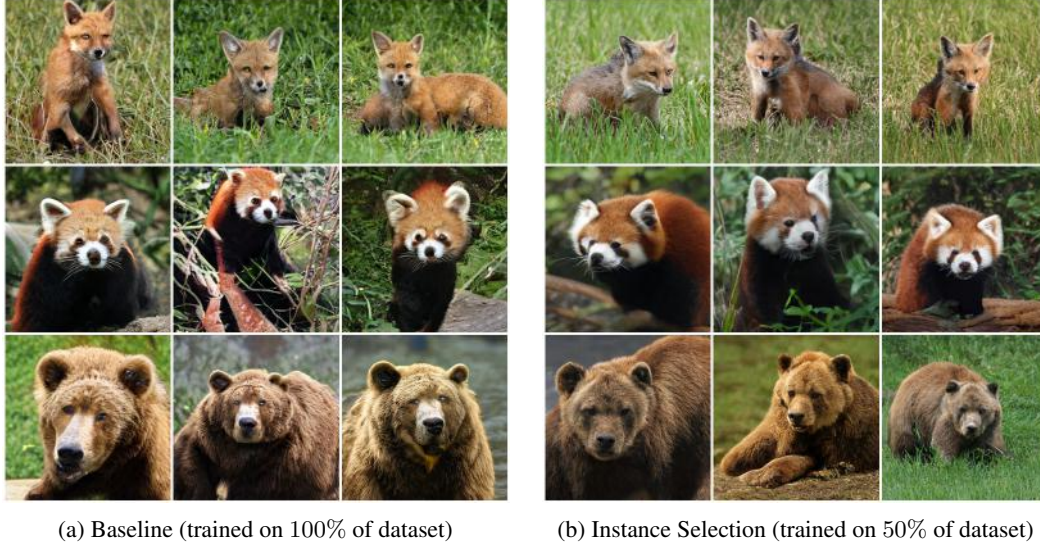 (a) Baseline (trained on 100% of dataset)
(b) Instance Selection (trained on 50% of dataset)